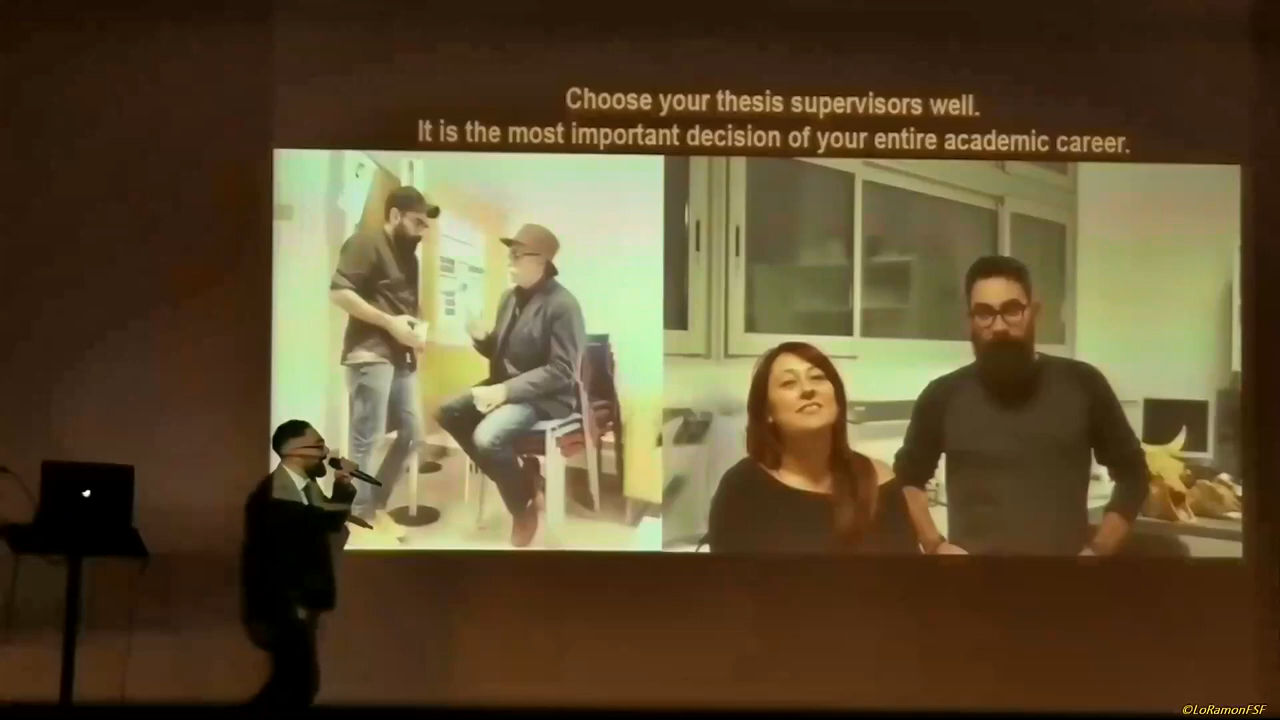 Choose your thesis supervisors well.
It is the most important decision of your entire academic career.
©LoRamonFSF